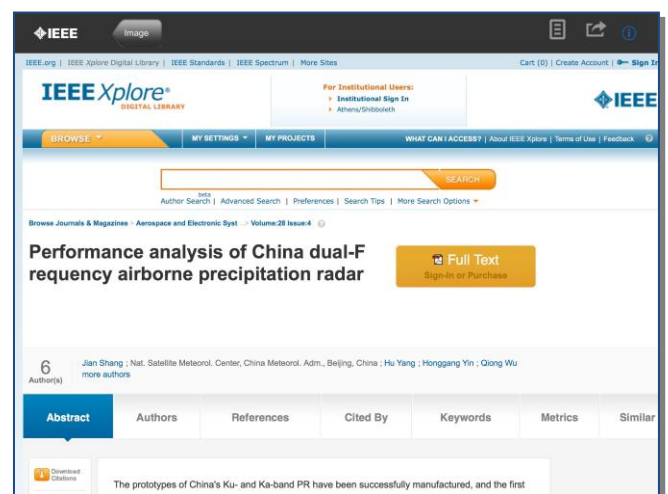 IEEE
Image
IEEE.org | IEEE Xplore Digital Library | IEEE Standards | IEEE Spectrum | More Sites
Cart (0) | Create Account | Sign In
IEEE Xplore®
DIGITAL LIBRARY
For Institutional Users:
Institutional Sign In
Athens/Shibboleth
IEEE
BROWSE
MY SETTINGS
MY PROJECTS
WHAT CAN I ACCESS? | About IEEE Xplore | Terms of Use | Feedback
SEARCH
beta
Author Search | Advanced Search | Preferences | Search Tips | More Search Options
Browse Journals & Magazines > Aerospace and Electronic Syst ...> Volume:28 Issue:4
Performance analysis of China dual-F
requency airborne precipitation radar
Full Text
Sign-In or Purchase
6
Author(s)
Jian Shang ; Nat. Satellite Meteorol. Center, China Meteorol. Adm., Beijing, China ; Hu Yang ; Honggang Yin ; Qiong Wu
more authors
Abstract
Authors
References
Cited By
Keywords
Metrics
Similar
Download
Citations
The prototypes of China's Ku- and Ka-band PR have been successfully manufactured, and the first